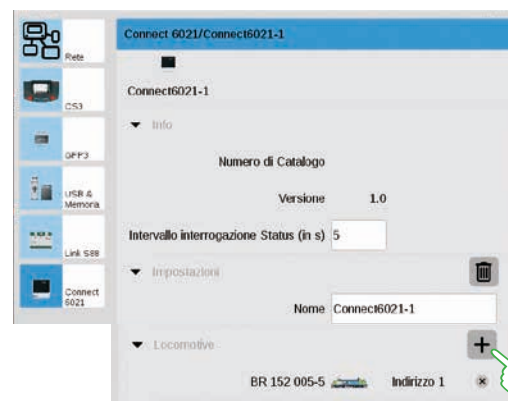 Rete
CS3
GFP3
USB &
Memoria
Link S88
Connect
6021
Connect 6021/Connect6021-1
Connect6021-1
Info
Numero di Catalogo
Versione 1.0
Intervallo interrogazione Status (in s) 5
Impostazioni
Nome Connect6021-1
Locomotive
BR 152 005-5 Indirizzo 1